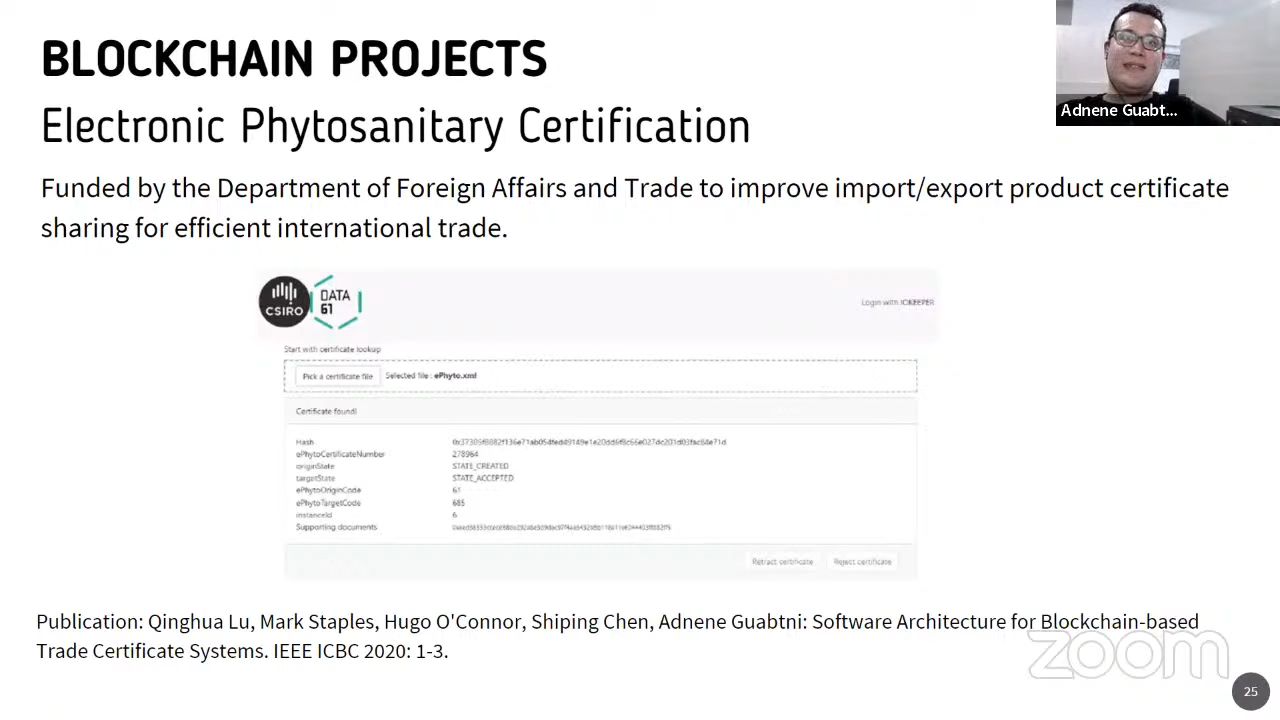 BLOCKCHAIN PROJECTS
Electronic Phytosanitary Certification
Adnene Guabt...
Funded by the Department of Foreign Affairs and Trade to improve import/export product certificate
sharing for efficient international trade.
CSIRO
DATA
61
Login with IOKEEPER
Start with certificate lookup
Pick a certificate file Selected file : ePhyto.xml
Certificate found!
Hash
ePhytoCertificateNumber 278964
originState STATE_CREATED
targetState STATE_ACCEPTED
ePhytoOriginCode 61
ePhytoTargetCode 685
instanceId 6
Supporting documents
Retract certificate Reject certificate
Publication: Qinghua Lu, Mark Staples, Hugo O'Connor, Shiping Chen, Adnene Guabtni: Software Architecture for Blockchain-based
Trade Certificate Systems. IEEE ICBC 2020: 1-3.
zoom
25